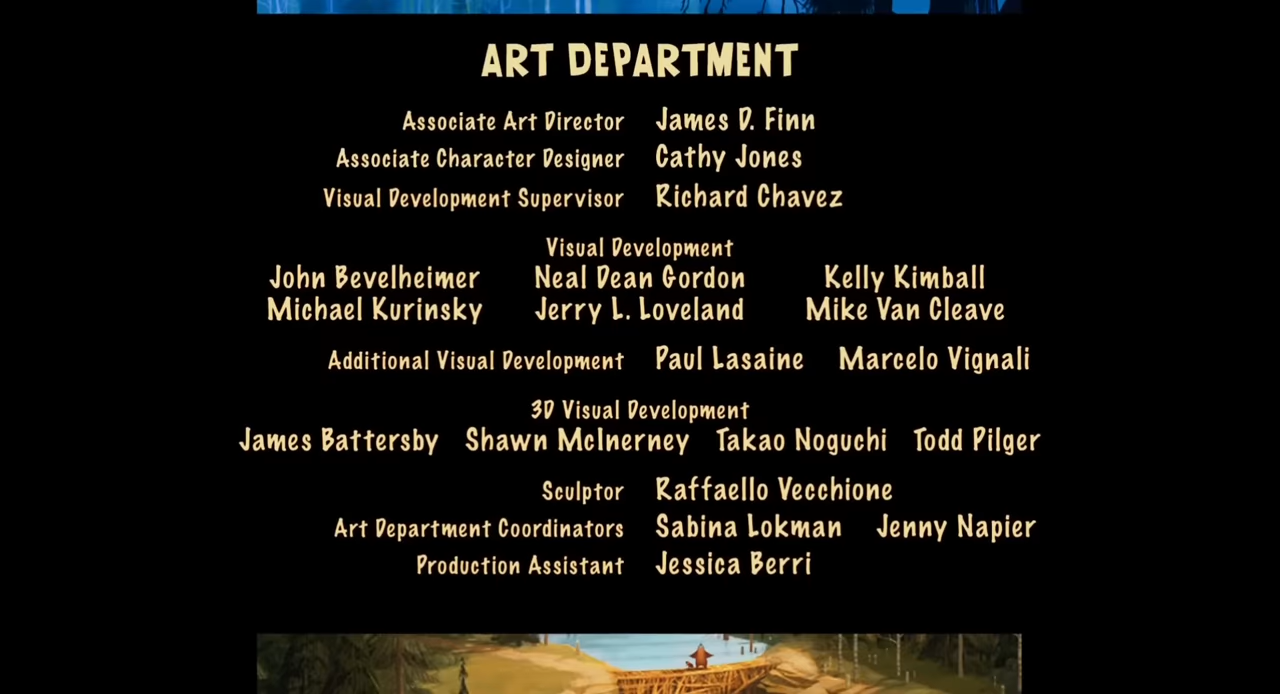 ART DEPARTMENT
Associate Art Director James D. Finn
Associate Character Designer Cathy Jones
Visual Development Supervisor Richard Chavez
Visual Development
John Bevelheimer Neal Dean Gordon Kelly Kimball
Michael Kurinsky Jerry L. Loveland Mike Van Cleave
Additional Visual Development Paul Lasaine Marcelo Vignali
3D Visual Development
James Battersby Shawn McInerney Takao Noguchi Todd Pilger
Sculptor Raffaello Vecchione
Art Department Coordinators Sabina Lokman Jenny Napier
Production Assistant Jessica Berri